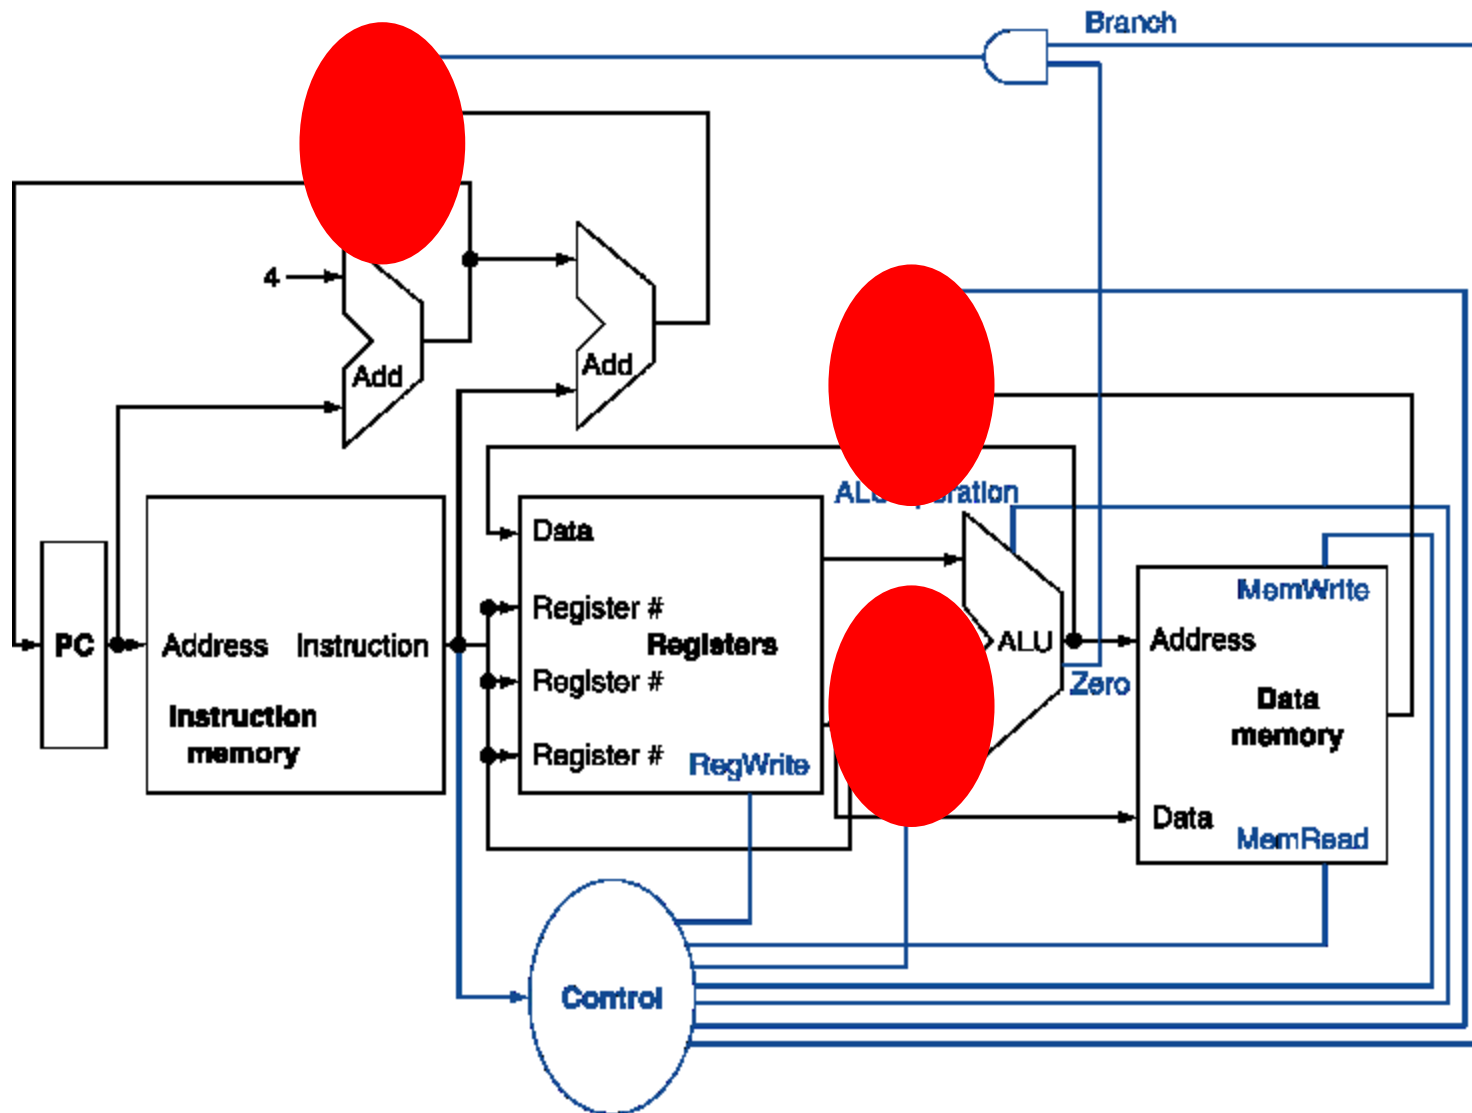 Branch
4
Add
Add
Data
Register #
Registers
Register #
Register #
RegWrite
PC
Address
Instruction
Instruction
memory
ALU
Zero
MemWrite
Address
Data
memory
Data
MemRead
Control